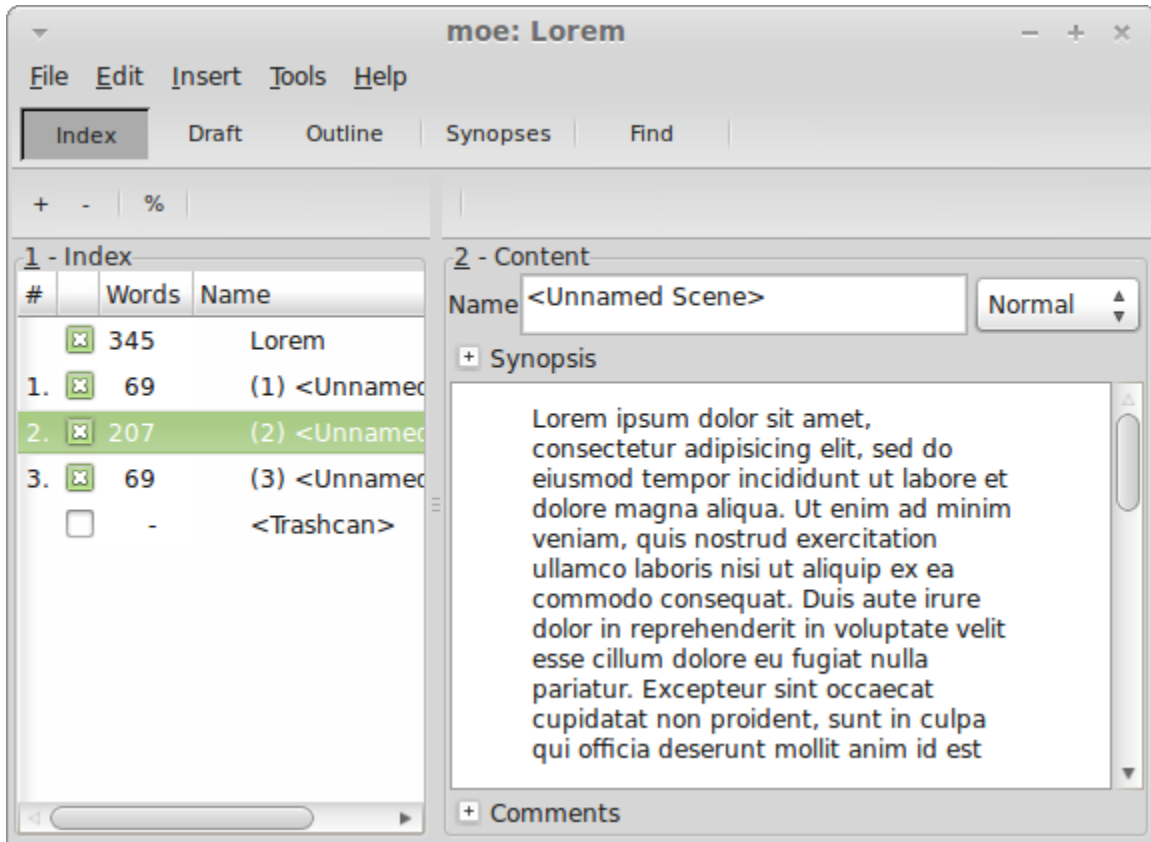 moe: Lorem
File Edit Insert Tools Help
Index Draft Outline Synopses Find
+ - %
1 - Index
# Words Name
345 Lorem
1. 69 (1) <Unnamed
2. 207 (2) <Unnamed
3. 69 (3) <Unnamed
- <Trashcan>
2 - Content
Name <Unnamed Scene> Normal
+ Synopsis
Lorem ipsum dolor sit amet,
consectetur adipisicing elit, sed do
eiusmod tempor incididunt ut labore et
dolore magna aliqua. Ut enim ad minim
veniam, quis nostrud exercitation
ullamco laboris nisi ut aliquip ex ea
commodo consequat. Duis aute irure
dolor in reprehenderit in voluptate velit
esse cillum dolore eu fugiat nulla
pariatur. Excepteur sint occaecat
cupidatat non proident, sunt in culpa
qui officia deserunt mollit anim id est
+ Comments